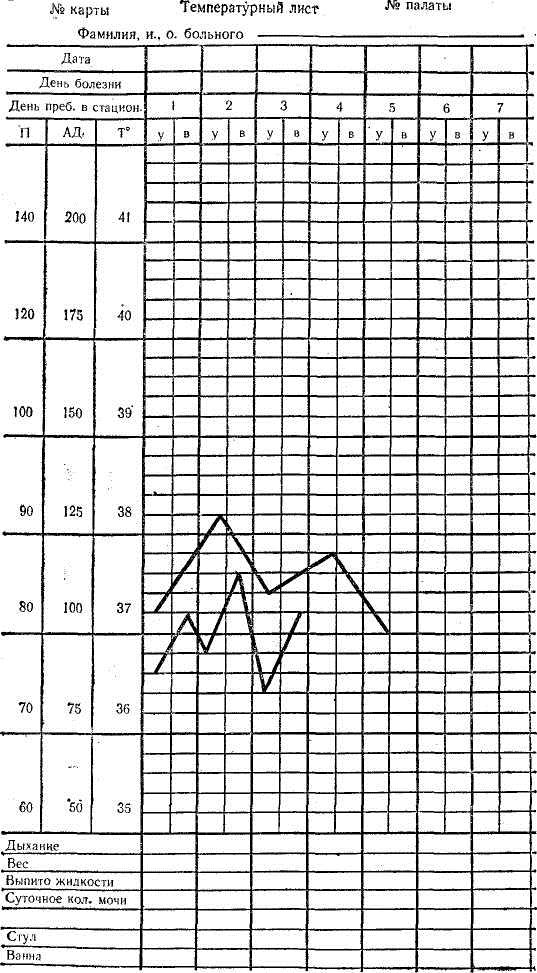 № карты Температурный лист № палаты
Фамилия, и., о. больного
Дата
День болезни
День преб. в стацион. 1 2 3 4 5 6 7
П АД. Т° у в у в у в у в у в у в у в
140 200 41
120 175 40
100 150 39
90 125 38
80 100 37
70 75 36
60 50 35
Дыхание
Вес
Выпито жидкости
Суточное кол. мочи
Стул
Ванна